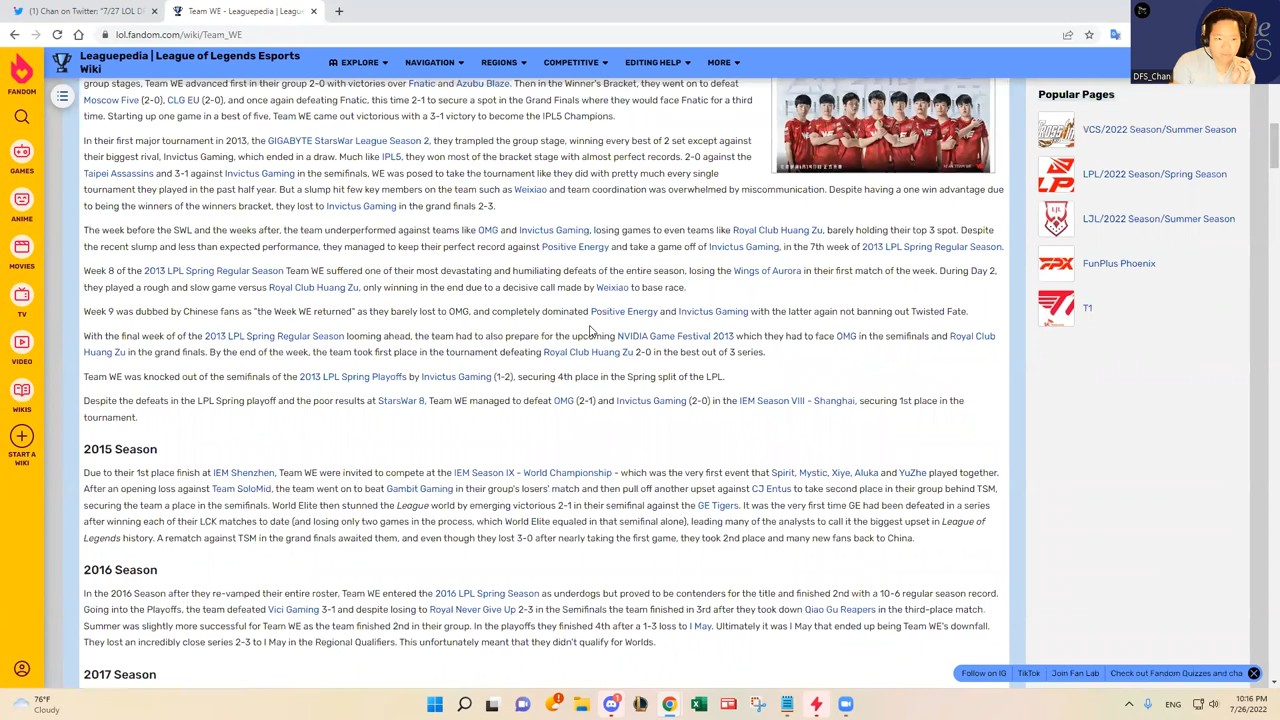 (1) Chan on Twitter: "7/27 LOL DF
Team WE - Leaguepedia | League
lol.fandom.com/wiki/Team_WE
DFS_Chan
FANDOM
GAMES
ANIME
MOVIES
TV
VIDEO
WIKIS
START A
WIKI
Leaguepedia | League of Legends Esports
Wiki
EXPLORE
NAVIGATION
REGIONS
COMPETITIVE
EDITING HELP
MORE
group stages, Team WE advanced first in their group 2-0 with victories over Fnatic and Azubu Blaze. Then in the Winner's Bracket, they went on to defeat
Moscow Five (2-0), CLG EU (2-0), and once again defeating Fnatic, this time 2-1 to secure a spot in the Grand Finals where they would face Fnatic for a third
time. Starting up one game in a best of five, Team WE came out victorious with a 3-1 victory to become the IPL5 Champions.
In their first major tournament in 2013, the GIGABYTE StarsWar League Season 2, they trampled the group stage, winning every best of 2 set except against
their biggest rival, Invictus Gaming, which ended in a draw. Much like IPL5, they won most of the bracket stage with almost perfect records. 2-0 against the
Taipei Assassins and 3-1 against Invictus Gaming in the semifinals, WE was posed to take the tournament like they did with pretty much every single
tournament they played in the past half year. But a slump hit few key members on the team such as Weixiao and team coordination was overwhelmed by miscommunication. Despite having a one win advantage due
to being the winners of the winners bracket, they lost to Invictus Gaming in the grand finals 2-3.
The week before the SWL and the weeks after, the team underperformed against teams like OMG and Invictus Gaming, losing games to even teams like Royal Club Huang Zu, barely holding their top 3 spot. Despite
the recent slump and less than expected performance, they managed to keep their perfect record against Positive Energy and take a game off of Invictus Gaming, in the 7th week of 2013 LPL Spring Regular Season.
Week 8 of the 2013 LPL Spring Regular Season Team WE suffered one of their most devastating and humiliating defeats of the entire season, losing the Wings of Aurora in their first match of the week. During Day 2,
they played a rough and slow game versus Royal Club Huang Zu, only winning in the end due to a decisive call made by Weixiao to base race.
Week 9 was dubbed by Chinese fans as "the Week WE returned" as they barely lost to OMG, and completely dominated Positive Energy and Invictus Gaming with the latter again not banning out Twisted Fate.
With the final week of of the 2013 LPL Spring Regular Season looming ahead, the team had to also prepare for the upcoming NVIDIA Game Festival 2013 which they had to face OMG in the semifinals and Royal Club
Huang Zu in the grand finals. By the end of the week, the team took first place in the tournament defeating Royal Club Huang Zu 2-0 in the best out of 3 series.
Team WE was knocked out of the semifinals of the 2013 LPL Spring Playoffs by Invictus Gaming (1-2), securing 4th place in the Spring split of the LPL.
Despite the defeats in the LPL Spring playoff and the poor results at StarsWar 8, Team WE managed to defeat OMG (2-1) and Invictus Gaming (2-0) in the IEM Season VIII - Shanghai, securing 1st place in the
tournament.
2015 Season
Due to their 1st place finish at IEM Shenzhen, Team WE were invited to compete at the IEM Season IX - World Championship - which was the very first event that Spirit, Mystic, Xiye, Aluka and YuZhe played together.
After an opening loss against Team SoloMid, the team went on to beat Gambit Gaming in their group's losers' match and then pull off another upset against CJ Entus to take second place in their group behind TSM,
securing the team a place in the semifinals. World Elite then stunned the League world by emerging victorious 2-1 in their semifinal against the GE Tigers. It was the very first time GE had been defeated in a series
after winning each of their LCK matches to date (and losing only two games in the process, which World Elite equaled in that semifinal alone), leading many of the analysts to call it the biggest upset in League of
Legends history. A rematch against TSM in the grand finals awaited them, and even though they lost 3-0 after nearly taking the first game, they took 2nd place and many new fans back to China.
2016 Season
In the 2016 Season after they re-vamped their entire roster, Team WE entered the 2016 LPL Spring Season as underdogs but proved to be contenders for the title and finished 2nd with a 10-6 regular season record.
Going into the Playoffs, the team defeated Vici Gaming 3-1 and despite losing to Royal Never Give Up 2-3 in the Semifinals the team finished in 3rd after they took down Qiao Gu Reapers in the third-place match.
Summer was slightly more successful for Team WE as the team finished 2nd in their group. In the playoffs they finished 4th after a 1-3 loss to I May. Ultimately it was I May that ended up being Team WE's downfall.
They lost an incredibly close series 2-3 to I May in the Regional Qualifiers. This unfortunately meant that they didn't qualify for Worlds.
2017 Season
Popular Pages
VCS/2022 Season/Summer Season
LPL/2022 Season/Spring Season
LJL/2022 Season/Summer Season
FunPlus Phoenix
T1
Follow on IG
TikTok
Join Fan Lab
Check out Fandom Quizzes and cha
76°F
Cloudy
ENG
10:16 PM
7/26/2022